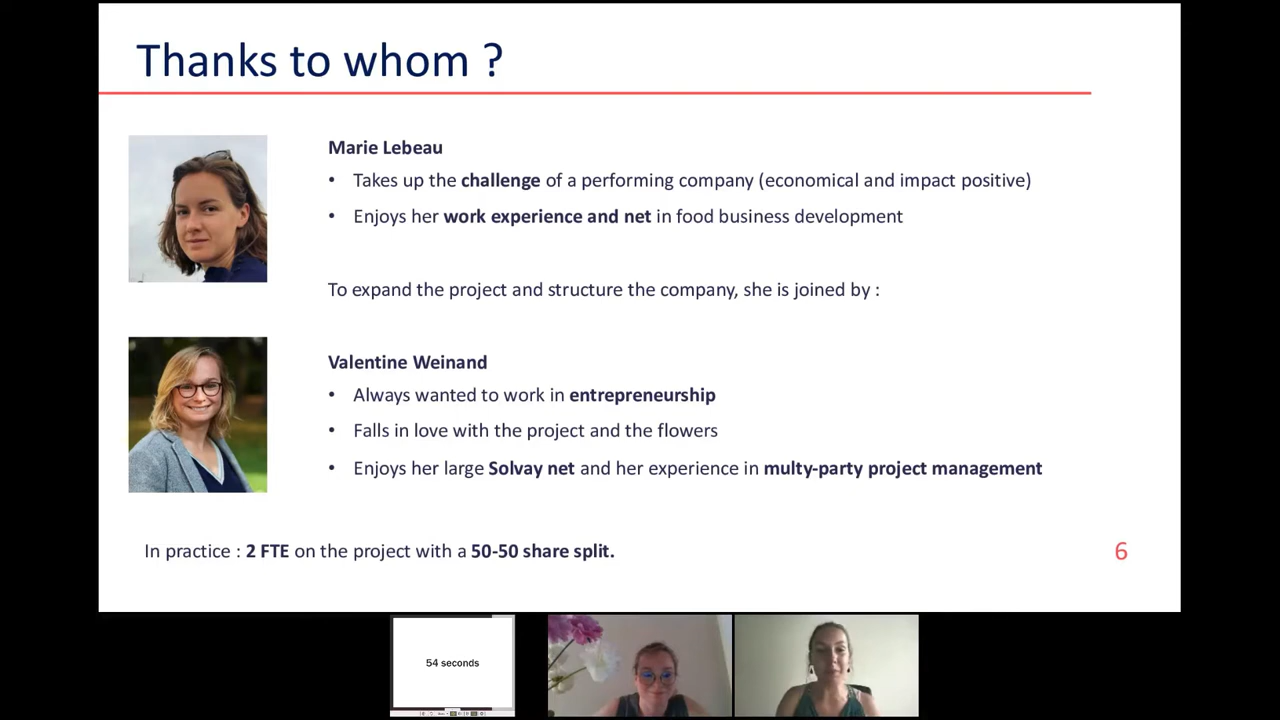 Thanks to whom ?
Marie Lebeau
• Takes up the challenge of a performing company (economical and impact positive)
• Enjoys her work experience and net in food business development
To expand the project and structure the company, she is joined by :
Valentine Weinand
• Always wanted to work in entrepreneurship
• Falls in love with the project and the flowers
• Enjoys her large Solvay net and her experience in multy-party project management
In practice : 2 FTE on the project with a 50-50 share split.
6
54 seconds